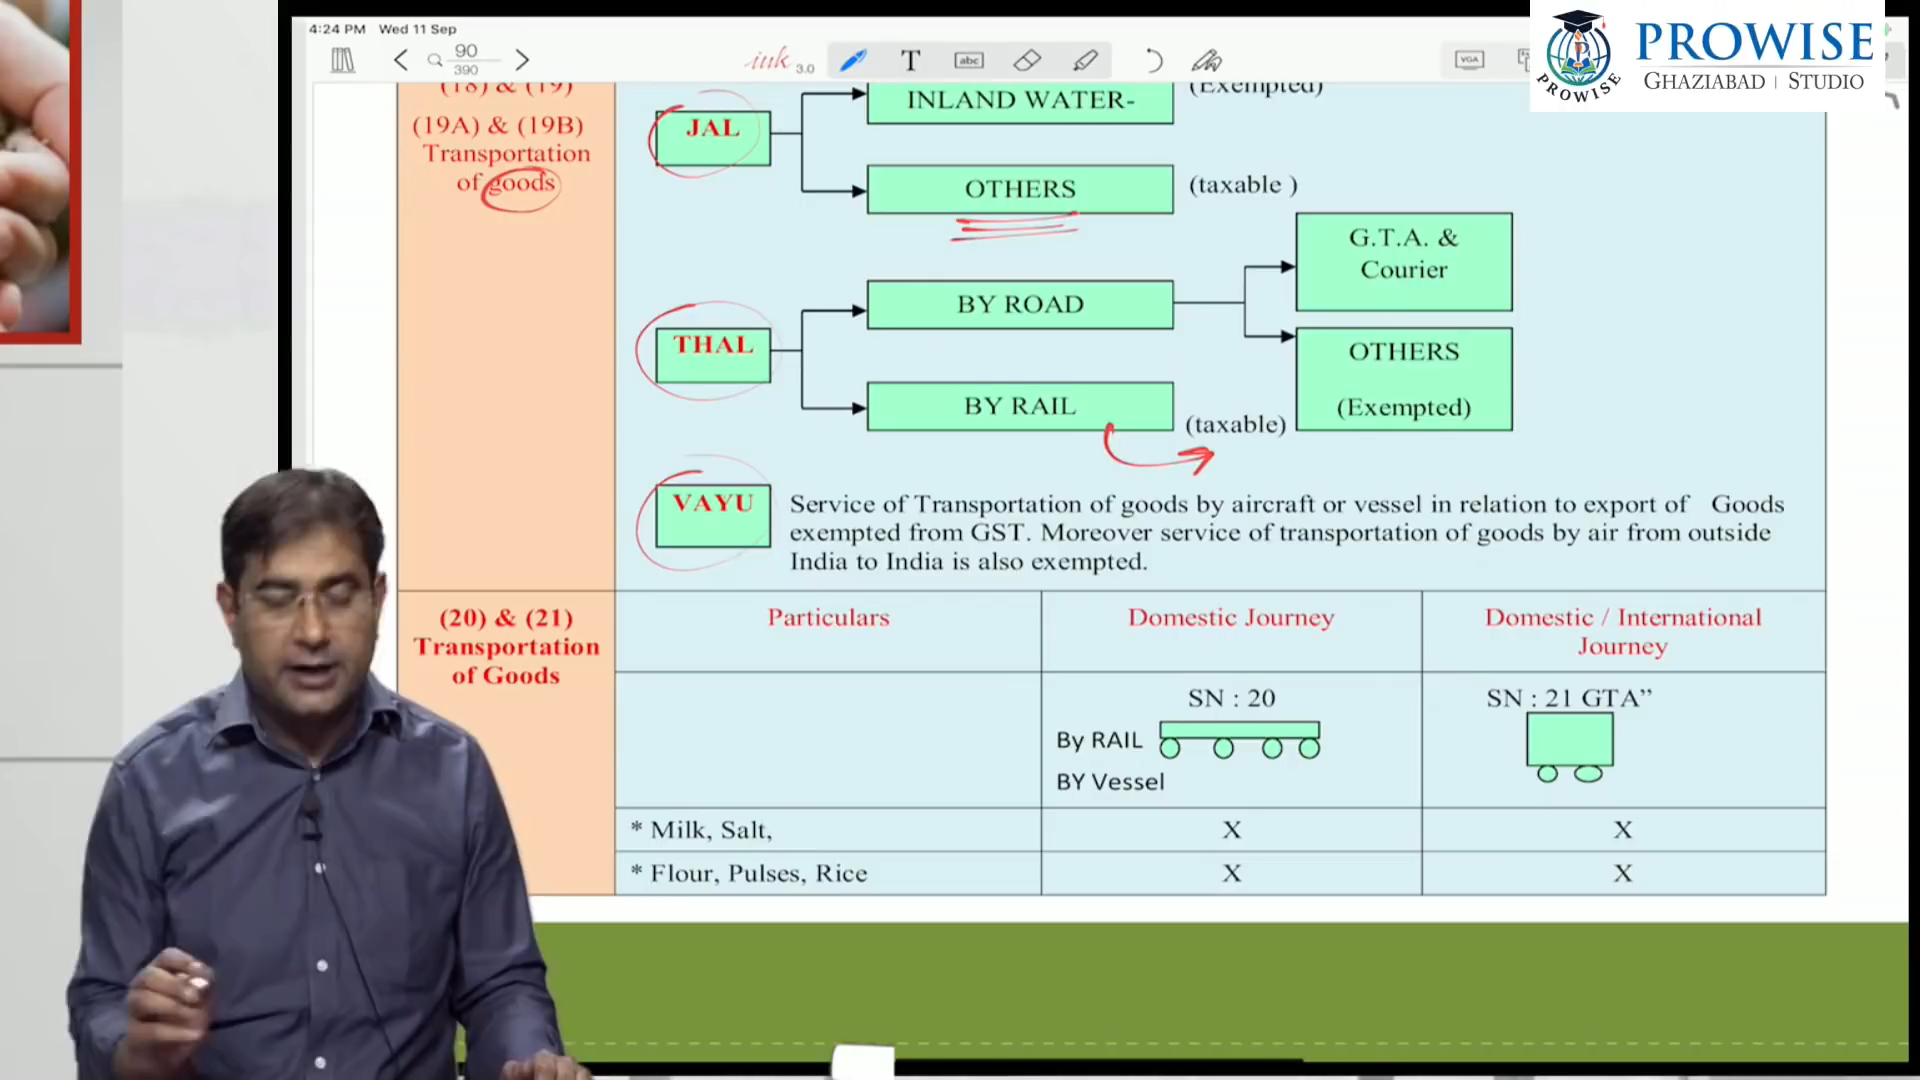 4:24 PM Wed 11 Sep
90
390
ink 3.0
T
abc
VGA
PROWISE
GHAZIABAD | STUDIO
PROWISE
(18) & (19)
(19A) & (19B)
Transportation
of goods
JAL
INLAND WATER-
(Exempted)
OTHERS
(taxable )
THAL
BY ROAD
G.T.A. &
Courier
OTHERS
(Exempted)
BY RAIL
(taxable)
VAYU
Service of Transportation of goods by aircraft or vessel in relation to export of Goods
exempted from GST. Moreover service of transportation of goods by air from outside
India to India is also exempted.
(20) & (21)
Transportation
of Goods
Particulars
Domestic Journey
Domestic / International
Journey
SN : 20
By RAIL
BY Vessel
SN : 21 GTA”
* Milk, Salt,
X
X
* Flour, Pulses, Rice
X
X